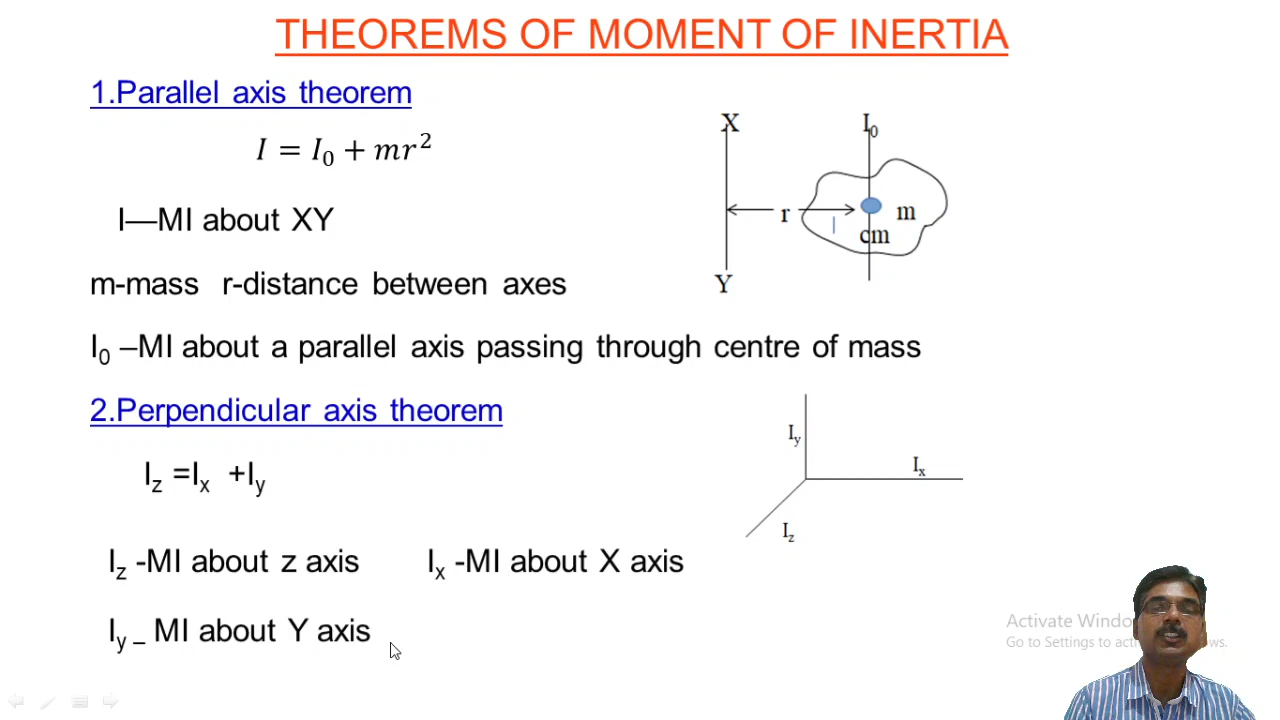 THEOREMS OF MOMENT OF INERTIA
1.Parallel axis theorem
I = I₀ + mr²
I—MI about XY
m-mass r-distance between axes
I₀ –MI about a parallel axis passing through centre of mass
X
I₀
r
m
cm
Y
2.Perpendicular axis theorem
I_z =I_x +I_y
I_z -MI about z axis I_x -MI about X axis
I_y – MI about Y axis
I_y
I_x
I_z
Activate Windo
Go to Settings to acti ows.